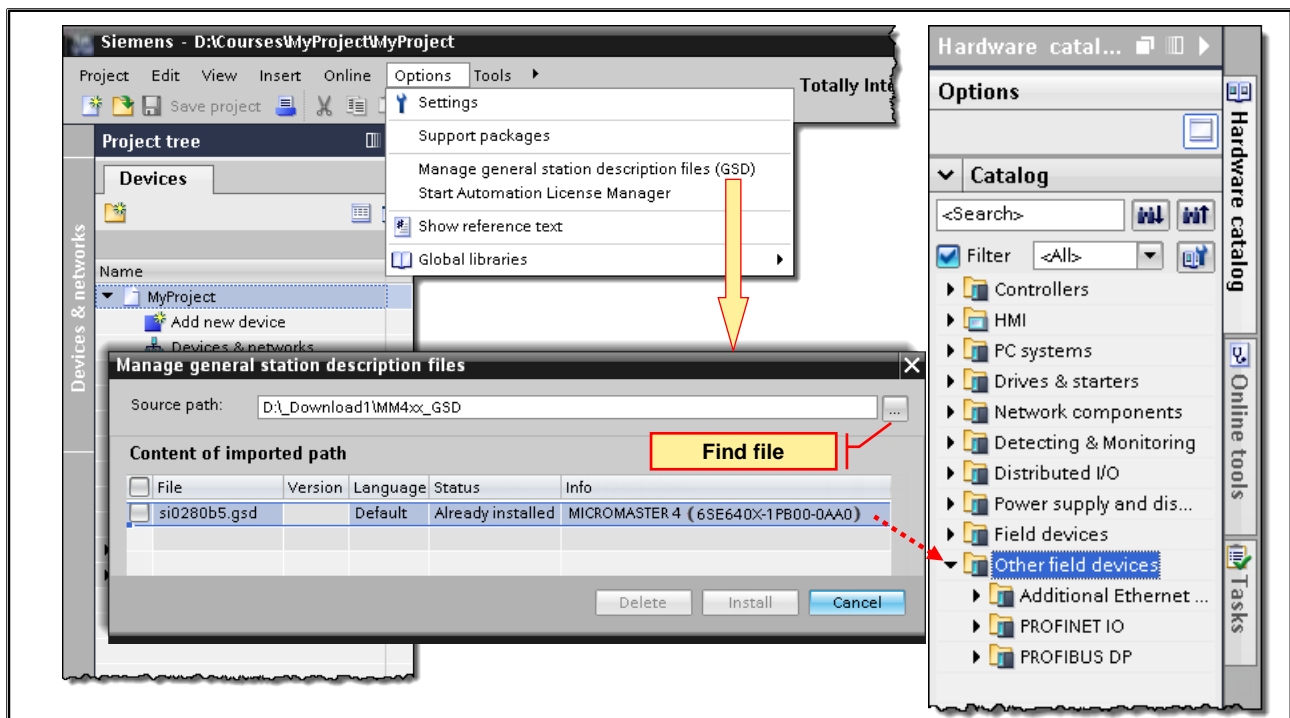 Siemens - D:\Courses\MyProject\MyProject
Project Edit View Insert Online Options Tools
Save project
Totally Inte
Settings
Support packages
Manage general station description files (GSD)
Start Automation License Manager
Show reference text
Global libraries
Project tree
Devices
Devices & networks
Name
MyProject
Add new device
Devices & networks
Manage general station description files
Source path: D:\_Download1\MM4xx_GSD ...
Find file
Content of imported path
File Version Language Status Info
si0280b5.gsd Default Already installed MICROMASTER 4 (6SE640X-1PB00-0AA0)
Delete Install Cancel
Hardware catal...
Options
Catalog
<Search>
Filter <All>
Controllers
HMI
PC systems
Drives & starters
Network components
Detecting & Monitoring
Distributed I/O
Power supply and dis...
Field devices
Other field devices
Additional Ethernet ...
PROFINET IO
PROFIBUS DP
Hardware catalog
Online tools
Tasks